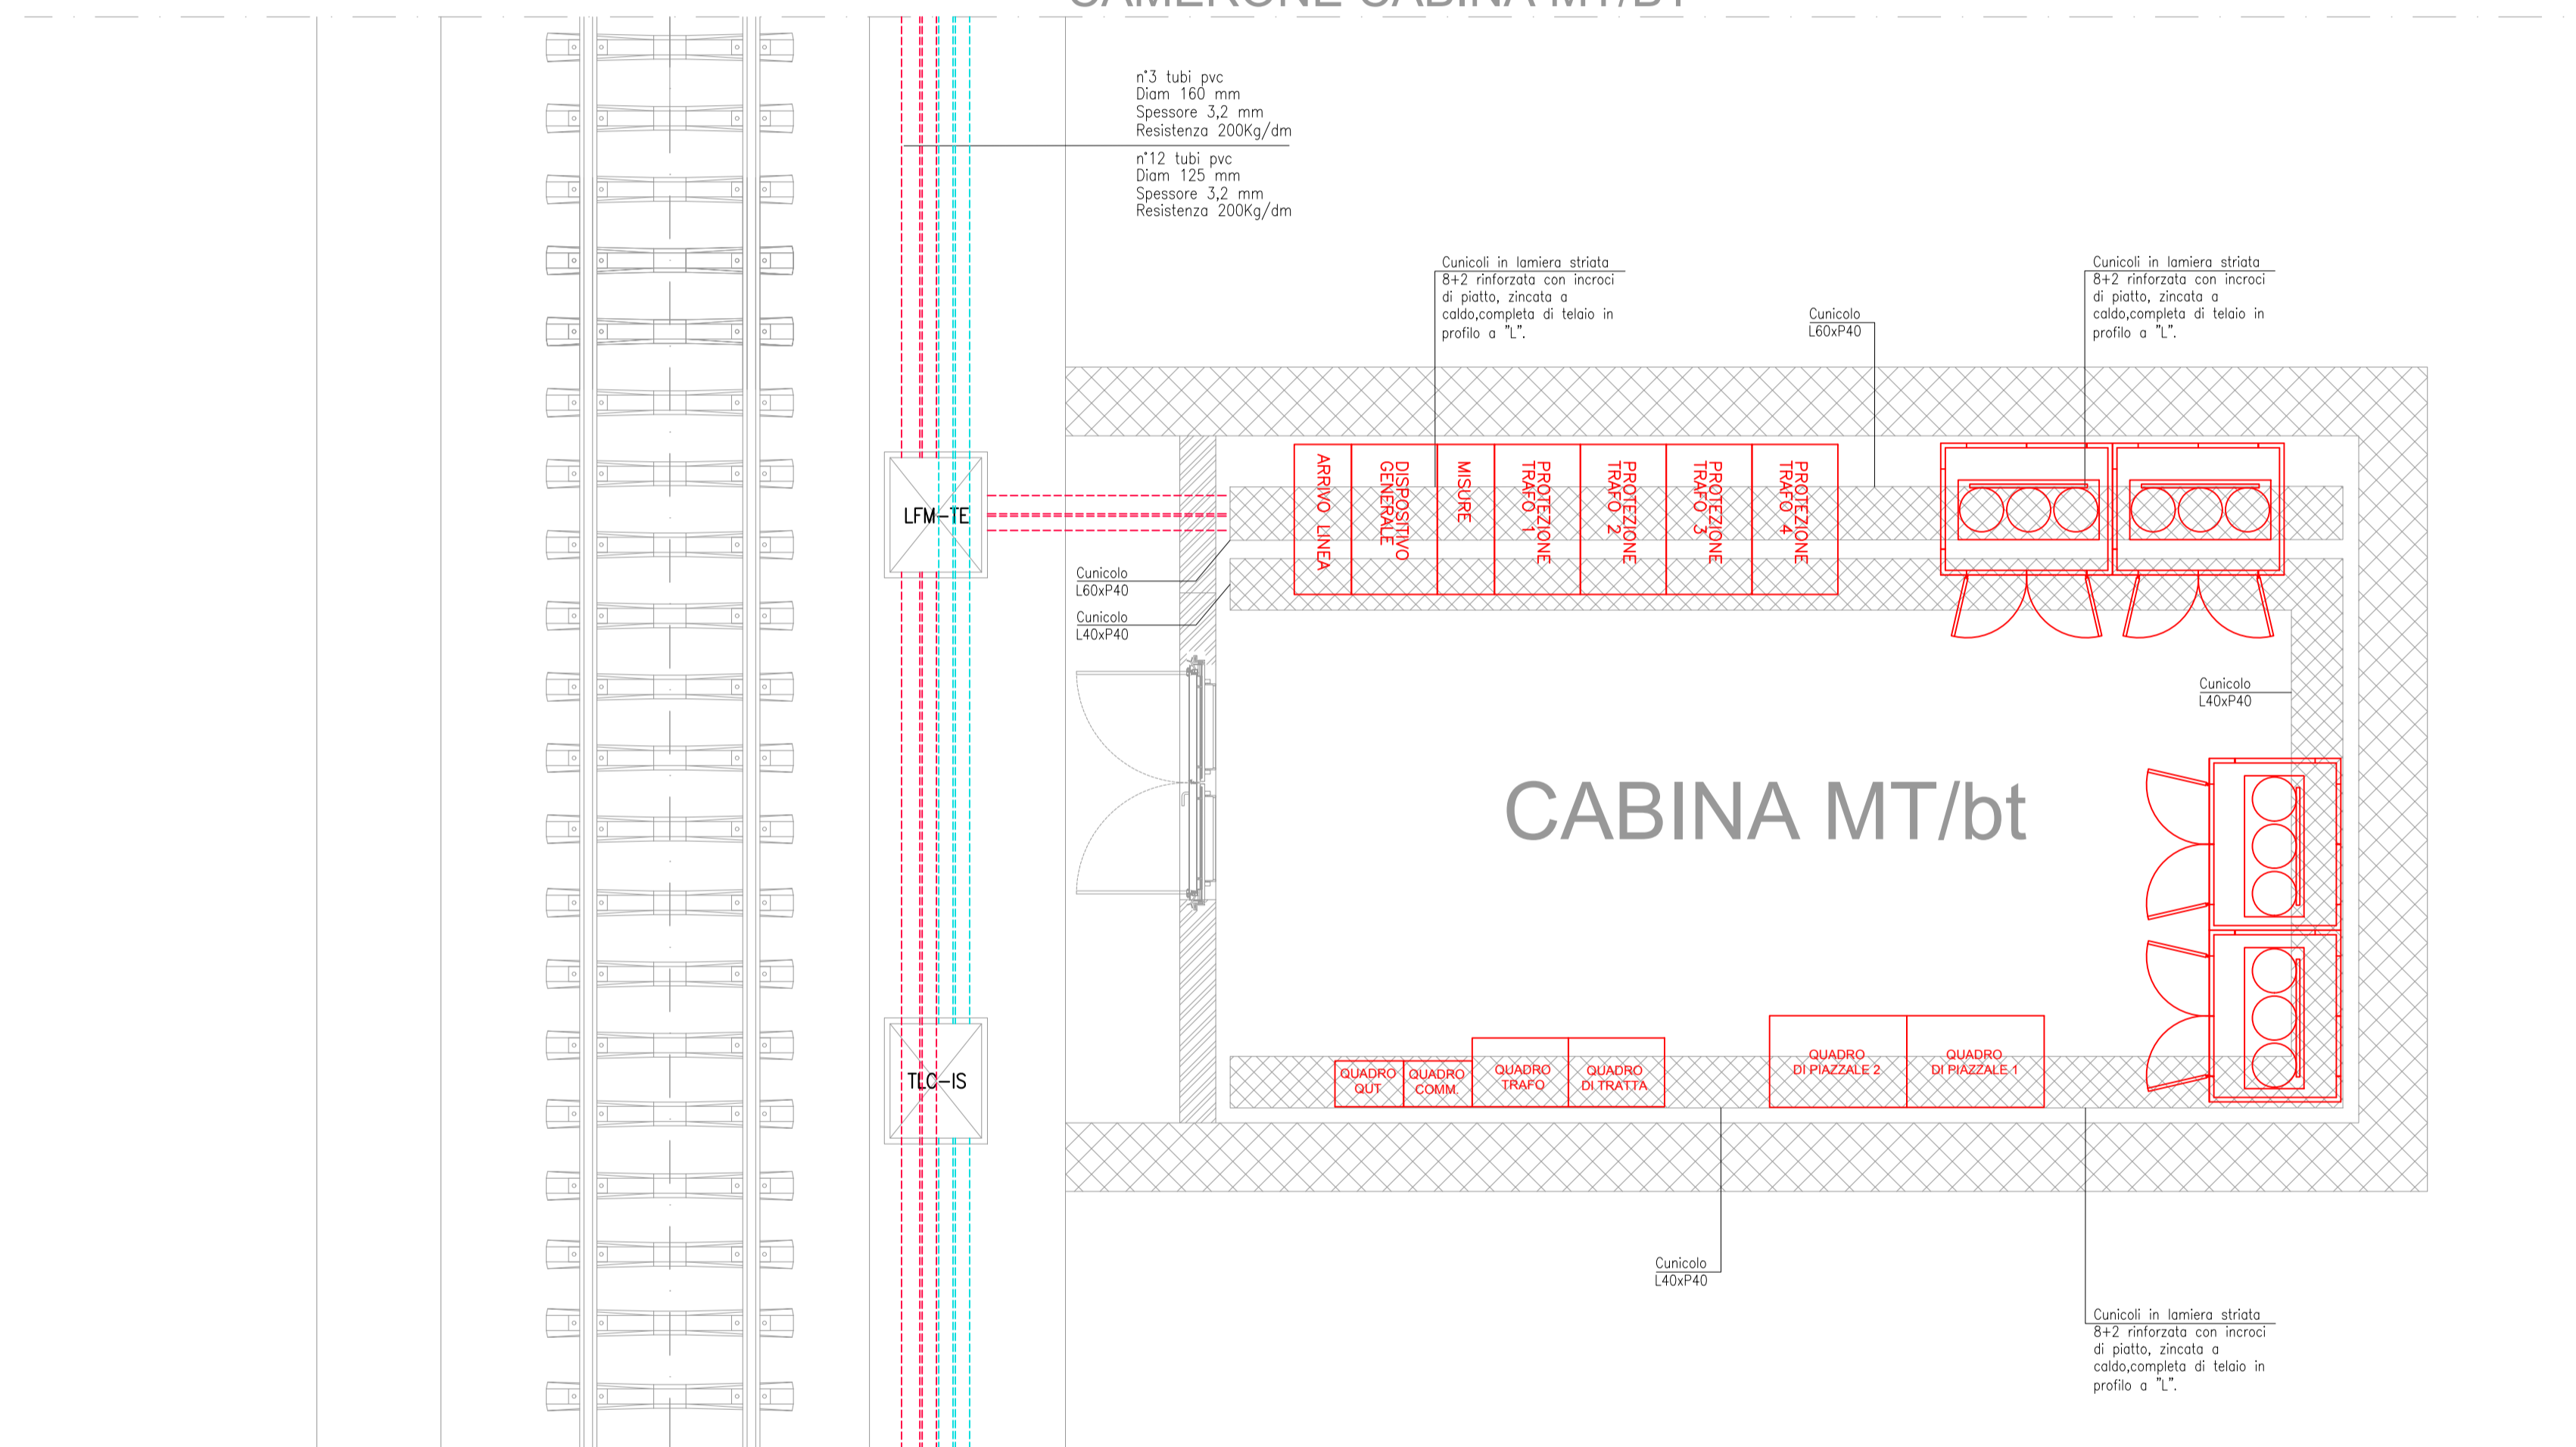 CAMERONE CABINA MT/BT
n°3 tubi pvc
Diam 160 mm
Spessore 3,2 mm
Resistenza 200Kg/dm
n°12 tubi pvc
Diam 125 mm
Spessore 3,2 mm
Resistenza 200Kg/dm
Cunicoli in lamiera striata
8+2 rinforzata con incroci
di piatto, zincata a
caldo,completa di telaio in
profilo a "L".
Cunicolo
L60xP40
Cunicoli in lamiera striata
8+2 rinforzata con incroci
di piatto, zincata a
caldo,completa di telaio in
profilo a "L".
LFM-TE
ARRIVO LINEA
DISPOSITIVO
GENERALE
MISURE
PROTEZIONE
TRAFO 1
PROTEZIONE
TRAFO 2
PROTEZIONE
TRAFO 3
PROTEZIONE
TRAFO 4
Cunicolo
L60xP40
Cunicolo
L40xP40
Cunicolo
L40xP40
CABINA MT/bt
TLC-IS
QUADRO
QUT
QUADRO
COMM.
QUADRO
TRAFO
QUADRO
DI TRATTA
QUADRO
DI PIAZZALE 2
QUADRO
DI PIAZZALE 1
Cunicolo
L40xP40
Cunicoli in lamiera striata
8+2 rinforzata con incroci
di piatto, zincata a
caldo,completa di telaio in
profilo a "L".